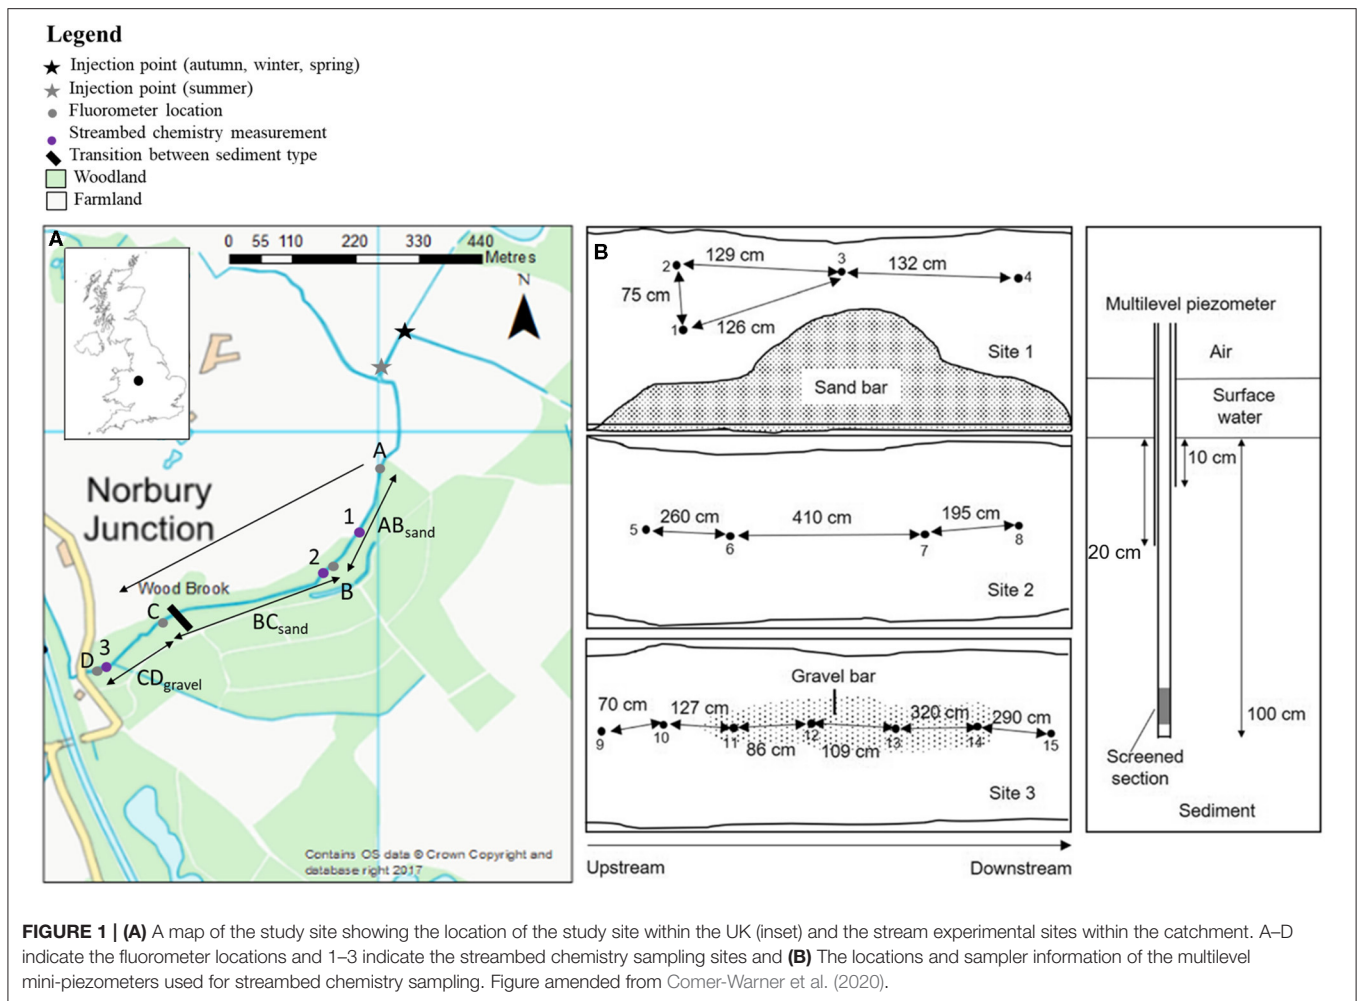 Legend
Injection point (autumn, winter, spring)
Injection point (summer)
Fluorometer location
Streambed chemistry measurement
Transition between sediment type
Woodland
Farmland
A
0 55 110 220 330 440
Metres
N
A
Norbury
Junction
1
ABsand
2
B
Wood Brook
C
BCsand
3
D
CDgravel
Contains OS data © Crown Copyright and
database right 2017
B
2
129 cm
3
132 cm
4
75 cm
1
126 cm
Site 1
Sand bar
5
260 cm
6
410 cm
7
195 cm
8
Site 2
Gravel bar
70 cm
127 cm
320 cm
290 cm
9
10
11
12
13
14
15
86 cm
109 cm
Site 3
Upstream
Downstream
Multilevel piezometer
Air
Surface
water
10 cm
20 cm
100 cm
Screened
section
Sediment
FIGURE 1 | (A) A map of the study site showing the location of the study site within the UK (inset) and the stream experimental sites within the catchment. A–D
indicate the fluorometer locations and 1–3 indicate the streambed chemistry sampling sites and (B) The locations and sampler information of the multilevel
mini-piezometers used for streambed chemistry sampling. Figure amended from Comer-Warner et al. (2020).